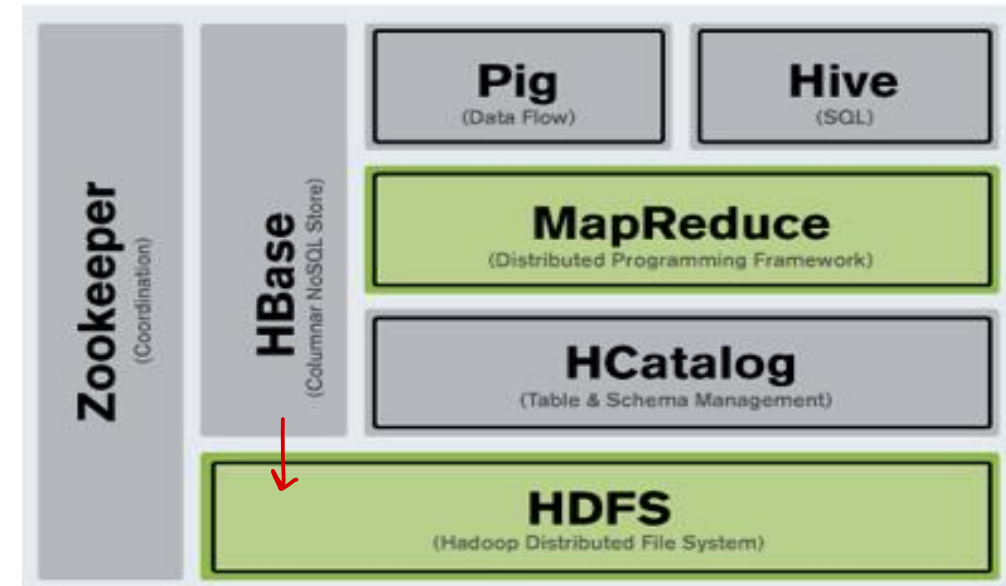 Zookeeper
(Coordination)
HBase
(Columnar NoSQL Store)
Pig
(Data Flow)
Hive
(SQL)
MapReduce
(Distributed Programming Framework)
HCatalog
(Table & Schema Management)
HDFS
(Hadoop Distributed File System)